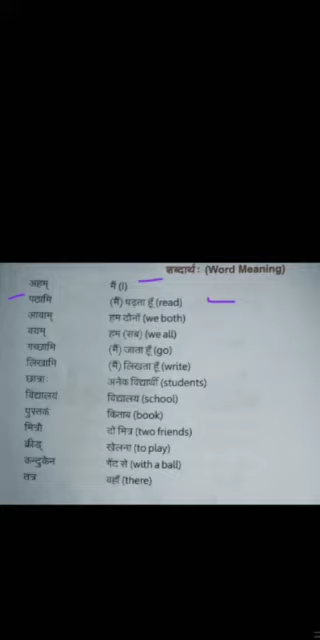 शब्दार्थः (Word Meaning)
अहम् मैं (I)
पठामि (मैं) पढ़ता हूँ (read)
आवाम् हम दोनों (we both)
वयम् हम (सब) (we all)
गच्छामि (मैं) जाता हूँ (go)
लिखामि (मैं) लिखता हूँ (write)
छात्राः अनेक विद्यार्थी (students)
विद्यालयं विद्यालय (school)
पुस्तकं किताब (book)
मित्रौ दो मित्र (two friends)
क्रीड् खेलना (to play)
कन्दुकेन गेंद से (with a ball)
तत्र वहाँ (there)